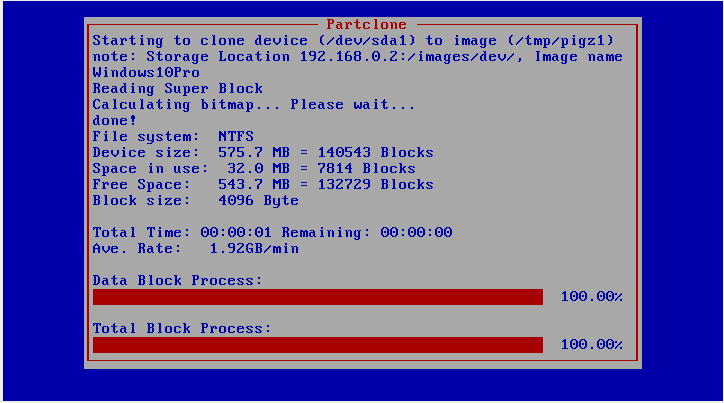 Partclone
Starting to clone device (/dev/sda1) to image (/tmp/pigz1)
note: Storage Location 192.168.0.2:/images/dev/, Image name
Windows10Pro
Reading Super Block
Calculating bitmap... Please wait...
done!
File system:  NTFS
Device size:  575.7 MB = 140543 Blocks
Space in use:  32.0 MB = 7814 Blocks
Free Space:   543.7 MB = 132729 Blocks
Block size:   4096 Byte
Total Time: 00:00:01 Remaining: 00:00:00
Ave. Rate:   1.92GB/min
Data Block Process:
100.00%
Total Block Process:
100.00%